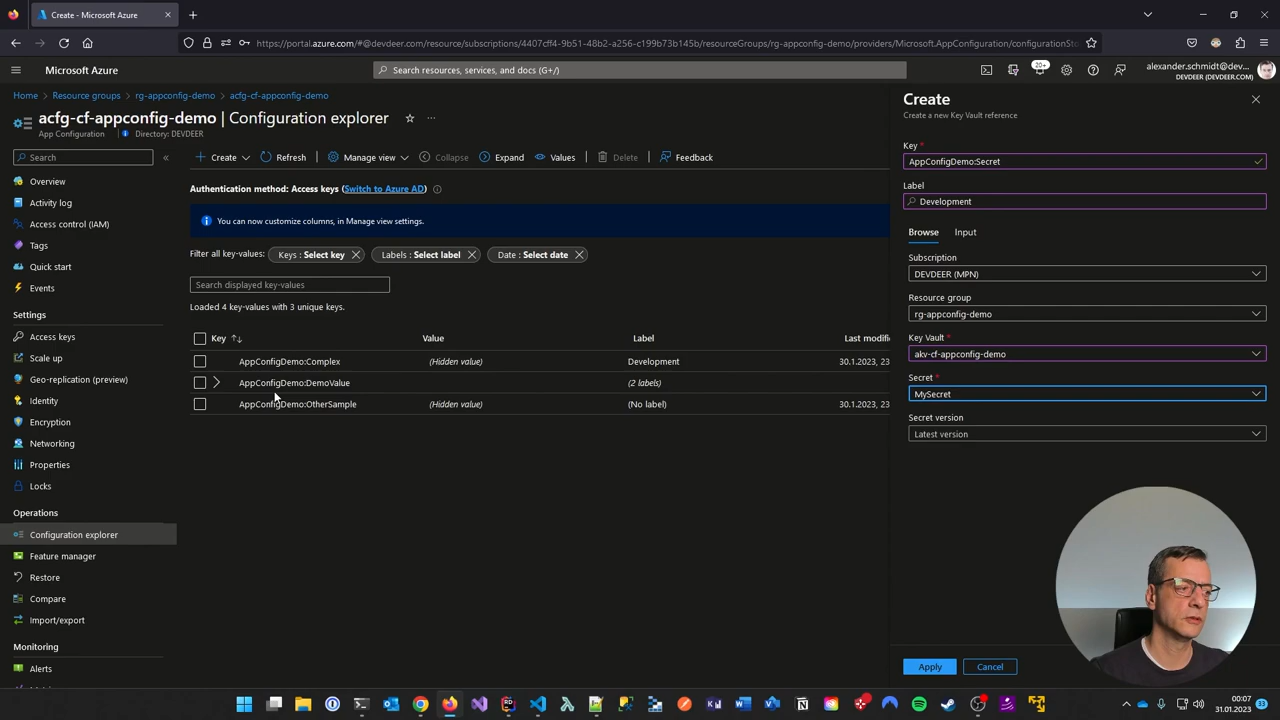 Create - Microsoft Azure
https://portal.azure.com/#@devdeer.com/resource/subscriptions/4407cff4-9b51-48b2-a256-c199b73b145b/resourceGroups/rg-appconfig-demo/providers/Microsoft.AppConfiguration/configurationSto
Microsoft Azure
Search resources, services, and docs (G+/)
20+
alexander.schmidt@dev...
DEVDEER (DEVDEER.COM)
Home
Resource groups
rg-appconfig-demo
acfg-cf-appconfig-demo
acfg-cf-appconfig-demo | Configuration explorer
App Configuration
Directory: DEVDEER
Search
Overview
Activity log
Access control (IAM)
Tags
Quick start
Events
Settings
Access keys
Scale up
Geo-replication (preview)
Identity
Encryption
Networking
Properties
Locks
Operations
Configuration explorer
Feature manager
Restore
Compare
Import/export
Monitoring
Alerts
Create
Refresh
Manage view
Collapse
Expand
Values
Delete
Feedback
Authentication method: Access keys (Switch to Azure AD)
You can now customize columns, in Manage view settings.
Filter all key-values:
Keys : Select key
Labels : Select label
Date : Select date
Search displayed key-values
Loaded 4 key-values with 3 unique keys.
Key Value Label Last modifie
AppConfigDemo:Complex (Hidden value) Development 30.1.2023, 23
AppConfigDemo:DemoValue (2 labels)
AppConfigDemo:OtherSample (Hidden value) (No label) 30.1.2023, 23
Create
Create a new Key Vault reference
Key *
AppConfigDemo:Secret
Label
Development
Browse
Input
Subscription
DEVDEER (MPN)
Resource group
rg-appconfig-demo
Key Vault *
akv-cf-appconfig-demo
Secret *
MySecret
Secret version
Latest version
Apply
Cancel
00:07
31.01.2023
33